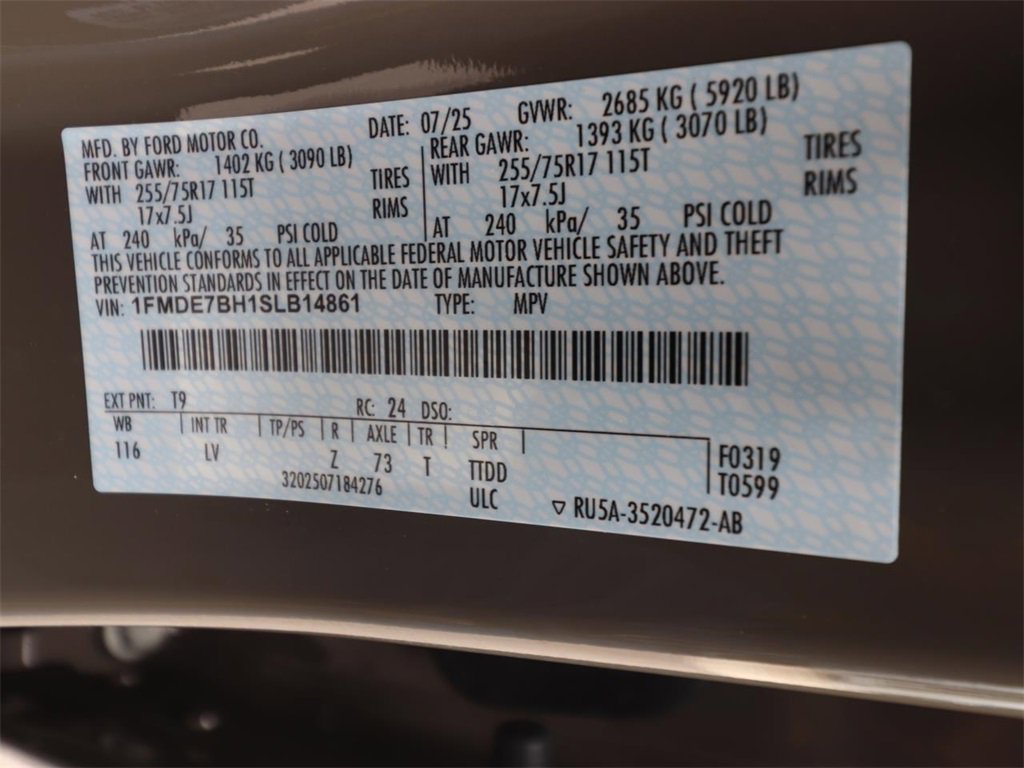 MFD. BY FORD MOTOR CO. DATE: 07/25 GVWR: 2685 KG ( 5920 LB)
FRONT GAWR: 1402 KG ( 3090 LB) REAR GAWR: 1393 KG ( 3070 LB)
WITH 255/75R17 115T TIRES WITH 255/75R17 115T TIRES
17x7.5J RIMS 17x7.5J RIMS
AT 240 kPa/ 35 PSI COLD AT 240 kPa/ 35 PSI COLD
THIS VEHICLE CONFORMS TO ALL APPLICABLE FEDERAL MOTOR VEHICLE SAFETY AND THEFT
PREVENTION STANDARDS IN EFFECT ON THE DATE OF MANUFACTURE SHOWN ABOVE.
VIN: 1FMDE7BH1SLB14861 TYPE: MPV
EXT PNT: T9 RC: 24 DSO:
WB INT TR TP/PS R AXLE TR SPR F0319
116 LV Z 73 T TTDD T0599
3202507184276 ULC ▽ RU5A-3520472-AB